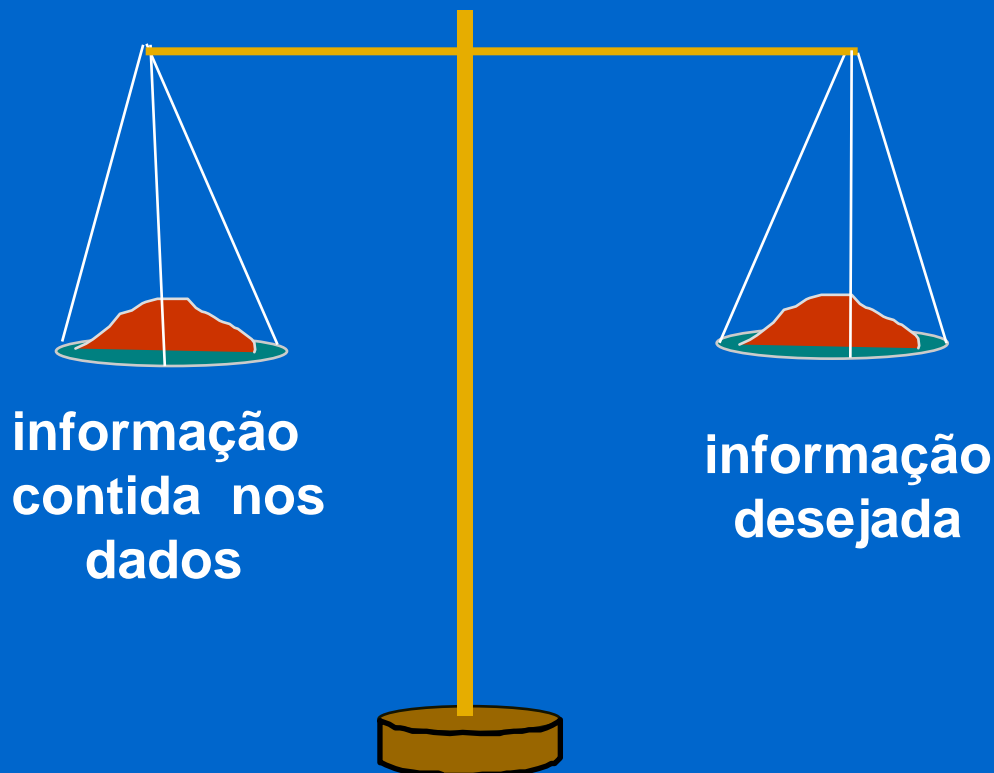 informação
contida nos
dados
informação
desejada